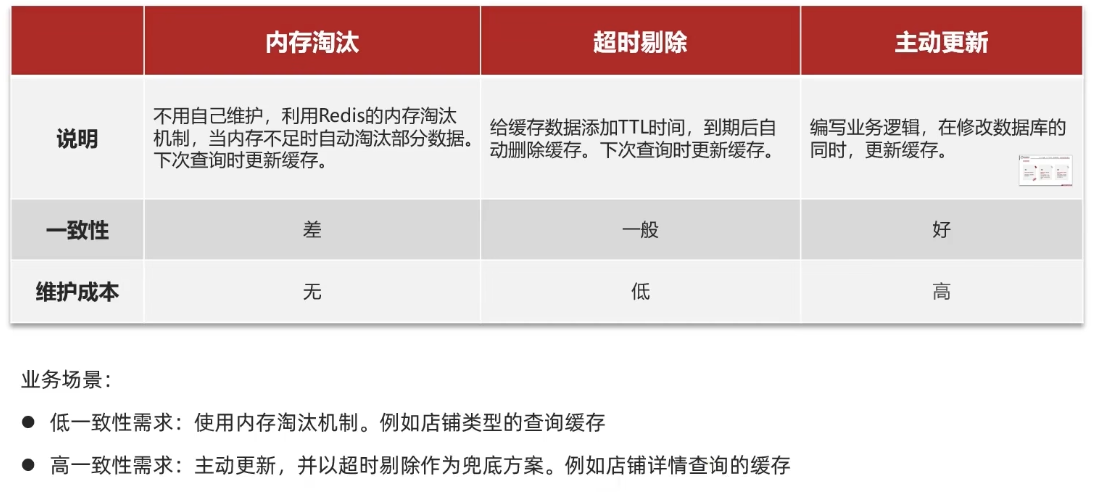 内存淘汰
超时剔除
主动更新
说明
不用自己维护，利用Redis的内存淘汰
机制，当内存不足时自动淘汰部分数据。
下次查询时更新缓存。
给缓存数据添加TTL时间，到期后自
动删除缓存。下次查询时更新缓存。
编写业务逻辑，在修改数据库的
同时，更新缓存。
一致性
差
一般
好
维护成本
无
低
高
业务场景：
● 低一致性需求：使用内存淘汰机制。例如店铺类型的查询缓存
● 高一致性需求：主动更新，并以超时剔除作为兜底方案。例如店铺详情查询的缓存